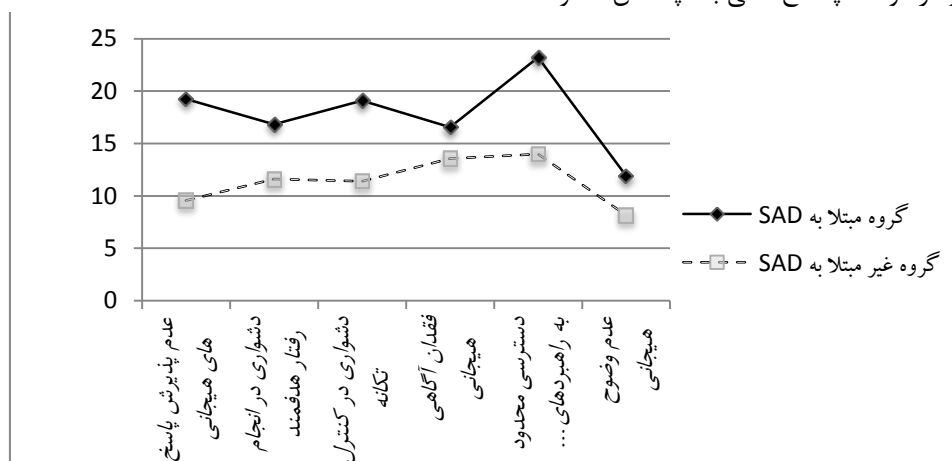 25
20
15
10
5
0
گروه مبتلا به SAD
گروه غیر مبتلا به SAD
عدم پذیرش پاسخ
های هیجانی
دشواری در انجام
رفتار هدفمند
دشواری در کنترل
تکانه
فقدان آگاهی
هیجانی
دسترسی محدود
به راهبردهای ...
عدم وضوح
هیجانی